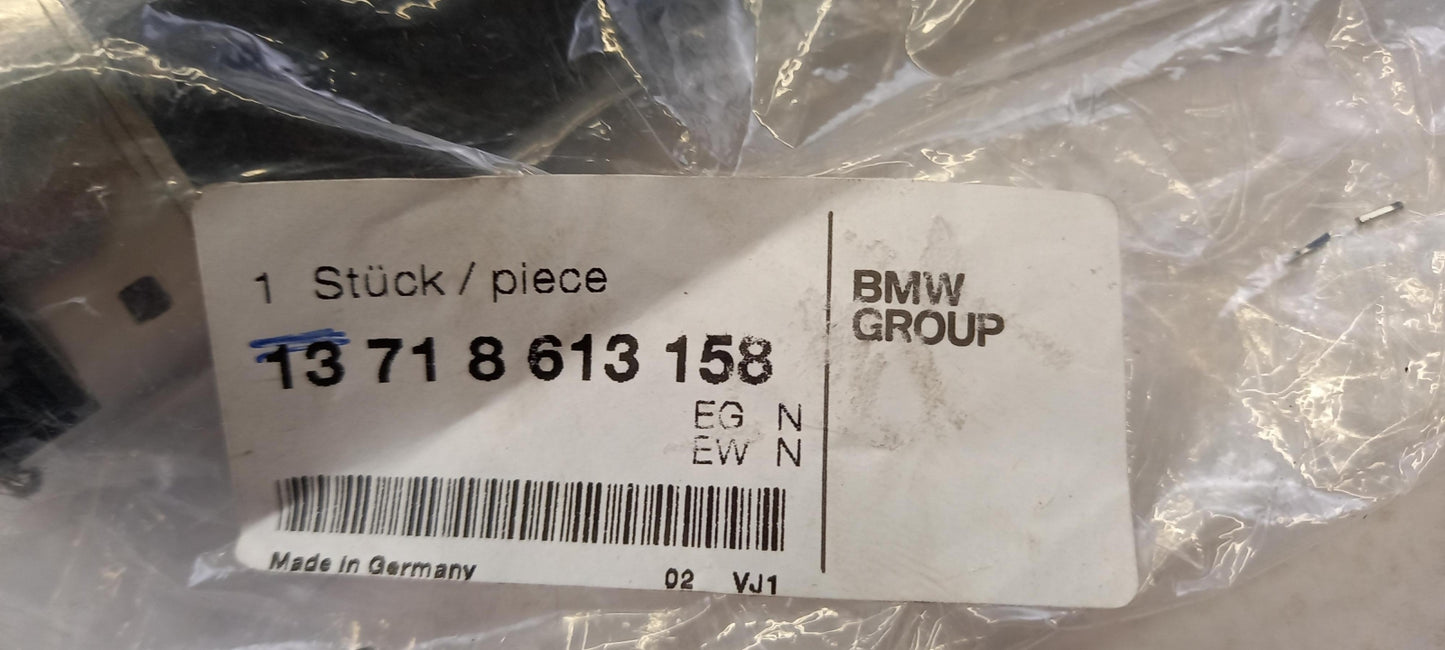 1 Stück / piece
13 71 8 613 158
EG N
EW N
Made in Germany 02 VJ1
BMW
GROUP